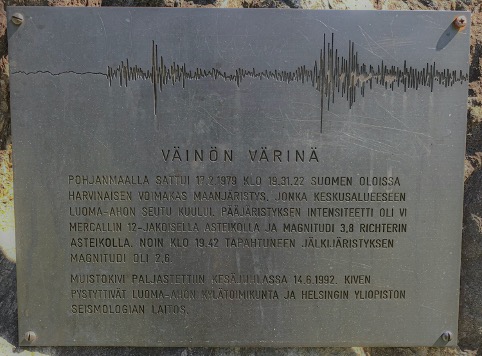 VÄINÖN VÄRINÄ
POHJANMAALLA SATTUI 17.2.1979 KLO 19.31.22 SUOMEN OLOISSA
HARVINAISEN VOIMAKAS MAANJÄRISTYS, JONKA KESKUSALUEESEEN
LUOMA-AHON SEUTU KUULUI. PÄÄJÄRISTYKSEN INTENSITEETTI OLI VI
MERCALLIN 12-JAKOISELLA ASTEIKOLLA JA MAGNITUDI 3,8 RICHTERIN
ASTEIKOLLA. NOIN KLO 19.42 TAPAHTUNEEN JÄLKIJÄRISTYKSEN
MAGNITUDI OLI 2,6.
MUISTOKIVI PALJASTETTIIN KESÄJUHLASSA 14.6.1992. KIVEN
PYSTYTTIVÄT LUOMA-AHON KYLÄTOIMIKUNTA JA HELSINGIN YLIOPISTON
SEISMOLOGIAN LAITOS.